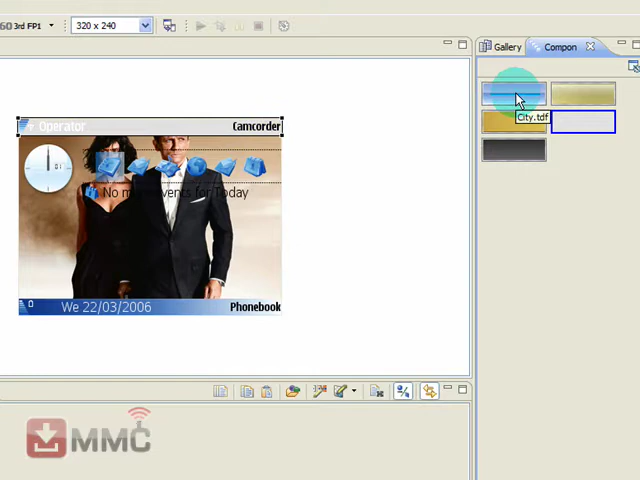 60 3rd FP1
320 x 240
Gallery
Compon
City.tdf
Operator
Camcorder
No more events for Today
We 22/03/2006
Phonebook
MMC